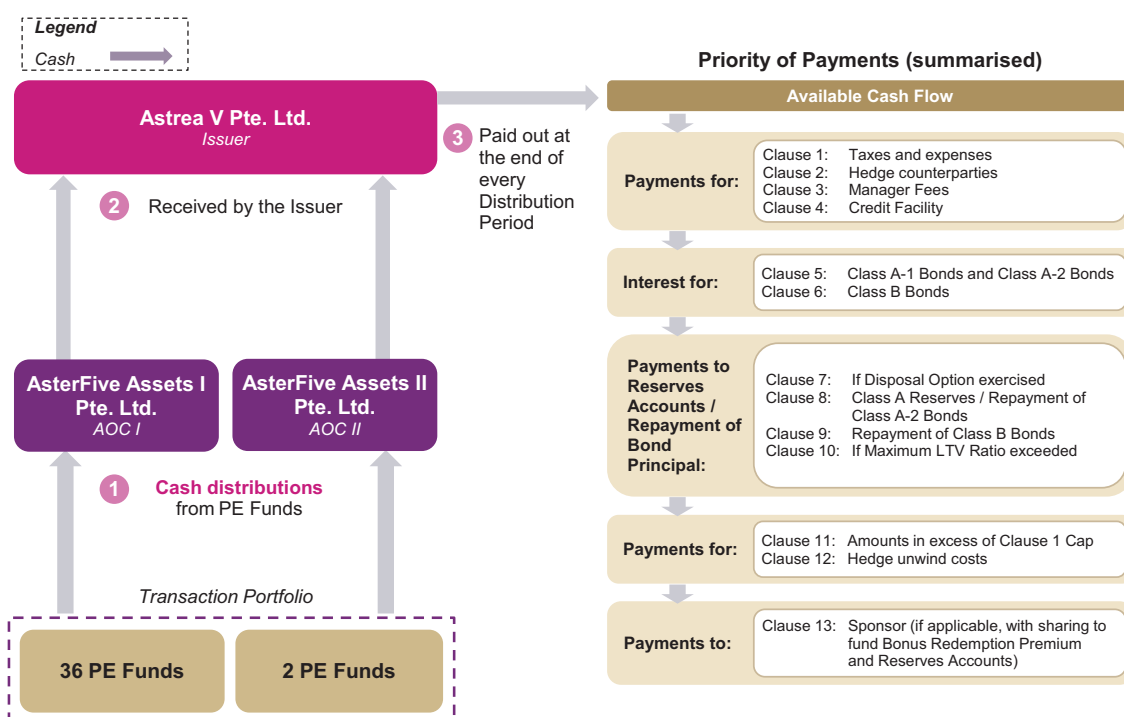 Legend
Cash
Astrea V Pte. Ltd.
Issuer
3
Paid out at
the end of
every
Distribution
Period
2
Received by the Issuer
AsterFive Assets I
Pte. Ltd.
AOC I
AsterFive Assets II
Pte. Ltd.
AOC II
1
Cash distributions
from PE Funds
Transaction Portfolio
36 PE Funds
2 PE Funds
Priority of Payments (summarised)
Available Cash Flow
Payments for:
Clause 1: Taxes and expenses
Clause 2: Hedge counterparties
Clause 3: Manager Fees
Clause 4: Credit Facility
Interest for:
Clause 5: Class A-1 Bonds and Class A-2 Bonds
Clause 6: Class B Bonds
Payments to
Reserves
Accounts /
Repayment of
Bond
Principal:
Clause 7: If Disposal Option exercised
Clause 8: Class A Reserves / Repayment of
Class A-2 Bonds
Clause 9: Repayment of Class B Bonds
Clause 10: If Maximum LTV Ratio exceeded
Payments for:
Clause 11: Amounts in excess of Clause 1 Cap
Clause 12: Hedge unwind costs
Payments to:
Clause 13: Sponsor (if applicable, with sharing to
fund Bonus Redemption Premium
and Reserves Accounts)